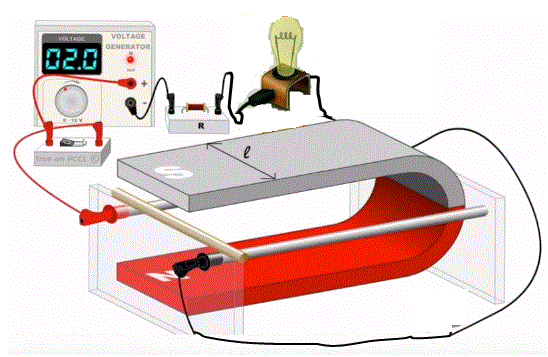 VOLTAGE
02.0
VOLTAGE
GENERATOR
+
-
0 - 12 V
R
free on PCCL
ℓ
S
N